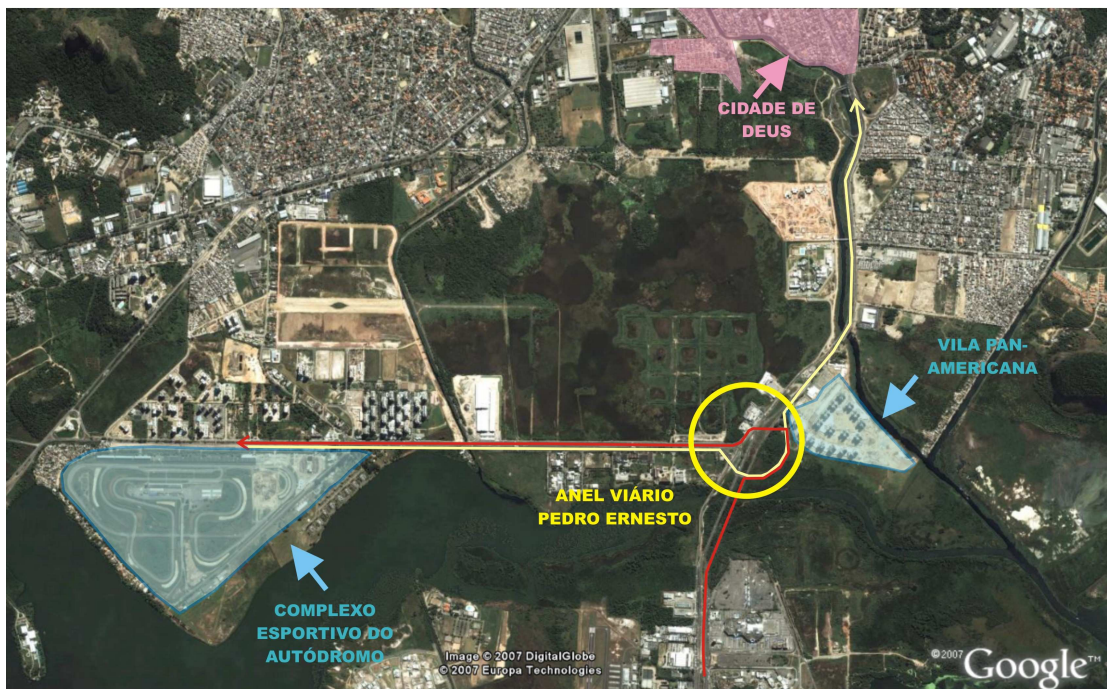 CIDADE DE
DEUS
VILA PAN-
AMERICANA
ANEL VIÁRIO
PEDRO ERNESTO
COMPLEXO
ESPORTIVO DO
AUTÓDROMO
Image © 2007 DigitalGlobe
© 2007 Europa Technologies
©2007 Google™